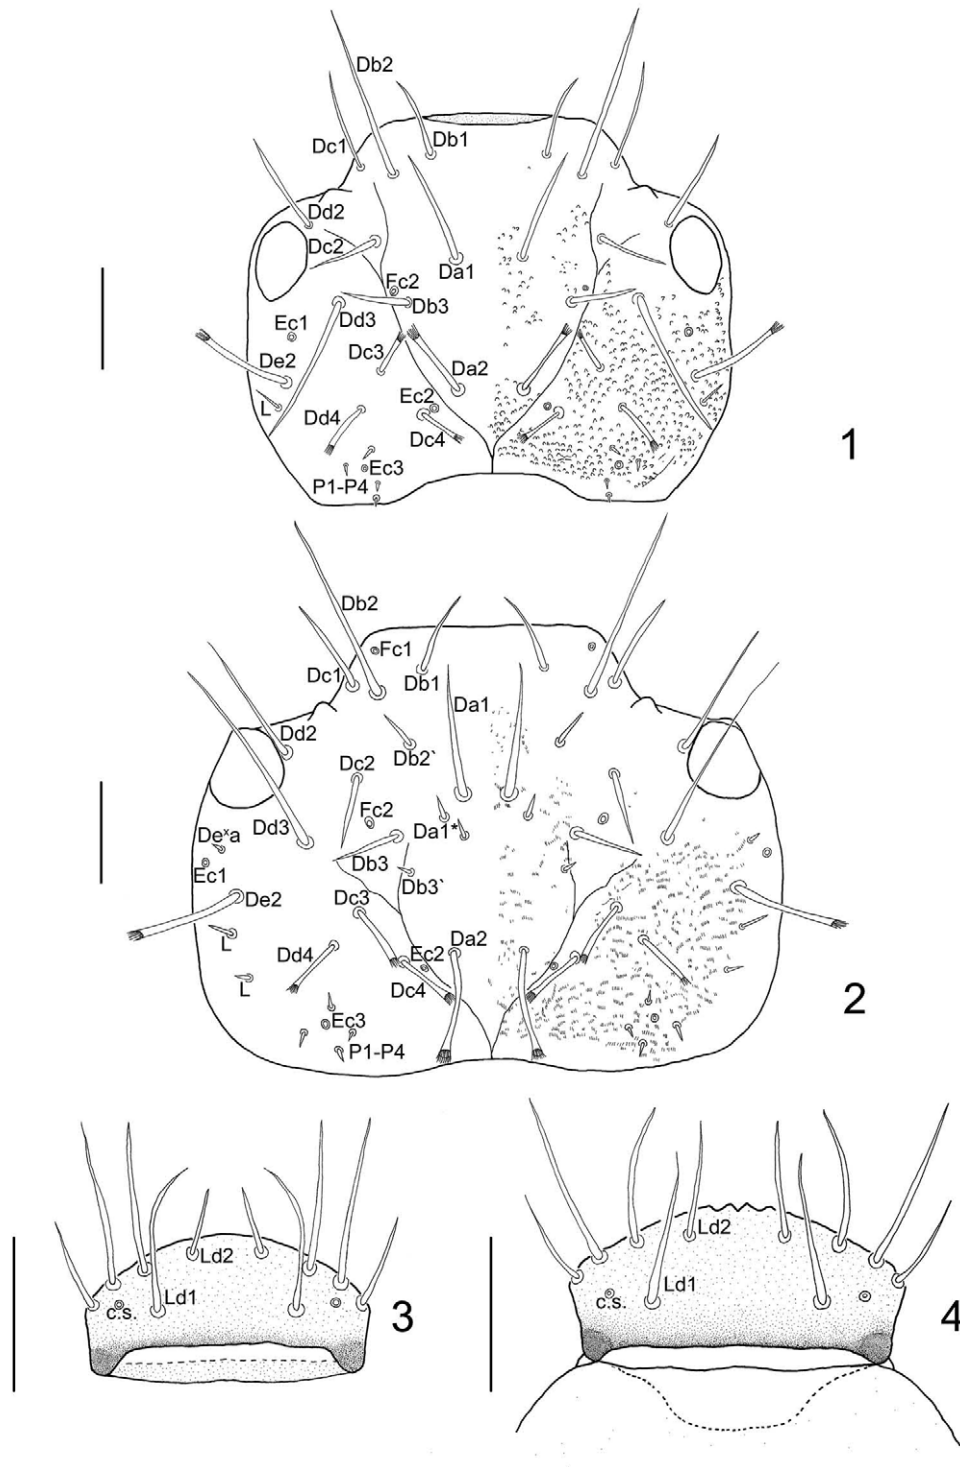 Db2
Dc1
Db1
Dd2
Dc2
Da1
Fc2
Db3
Dd3
Ec1
De2
Dc3
Da2
L
Ec2
Dd4
Dc4
Ec3
P1-P4
1
Db2
Fc1
Dc1
Db1
Da1
Dd2
Db2`
Dc2
Fc2
Dd3
Da1*
Deˣa
Db3
Ec1
Db3`
De2
Dc3
L
Da2
Dd4
Ec2
L
Dc4
Ec3
P1-P4
2
Ld2
Ld1
c.s.
3
Ld2
Ld1
c.s.
4